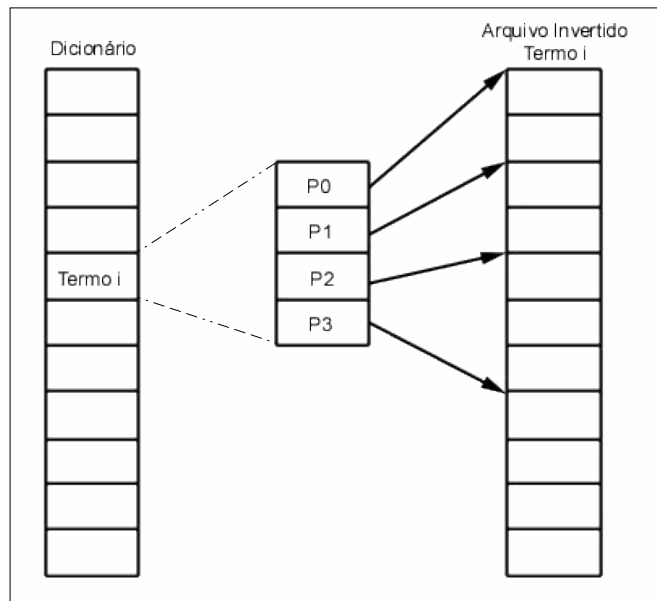 Dicionário
Arquivo Invertido
Termo i
P0
P1
Termo i
P2
P3